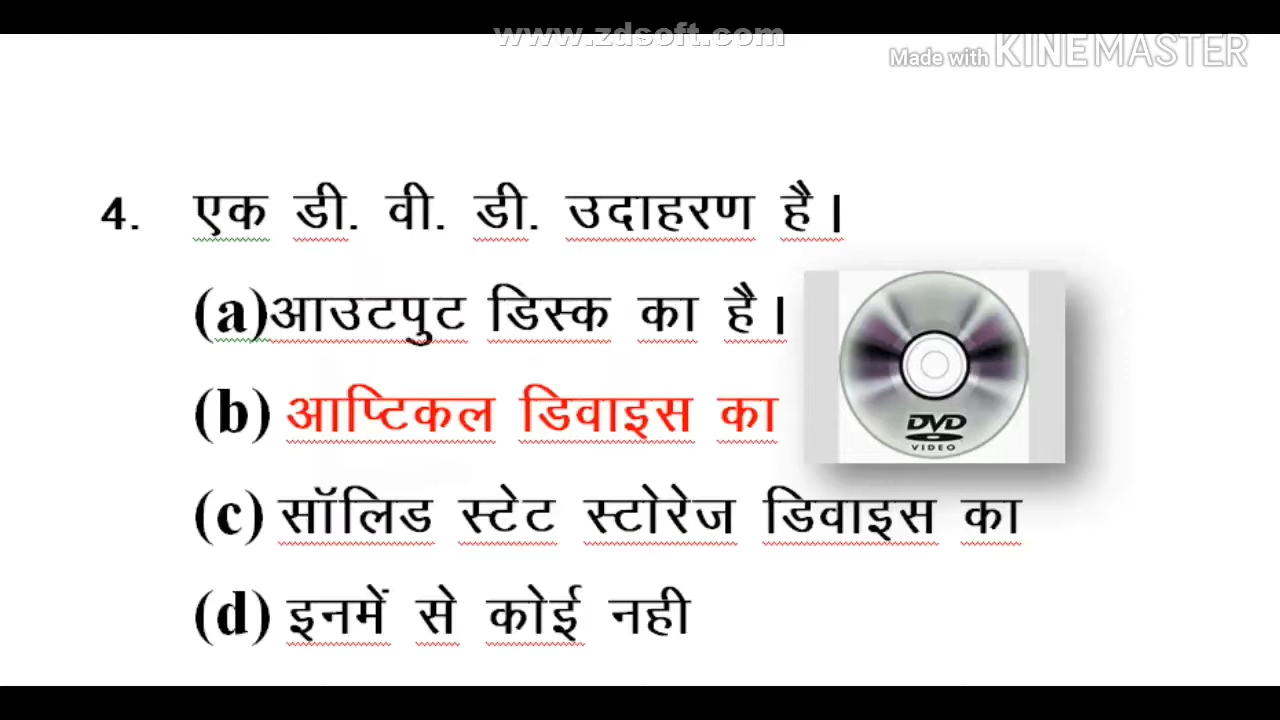 www.zdsoft.com
Made with KINEMASTER
4. एक डी. वी. डी. उदाहरण है।
(a)आउटपुट डिस्क का है।
(b) आप्टिकल डिवाइस का
DVD
VIDEO
(c) सॉलिड स्टेट स्टोरेज डिवाइस का
(d) इनमें से कोई नही